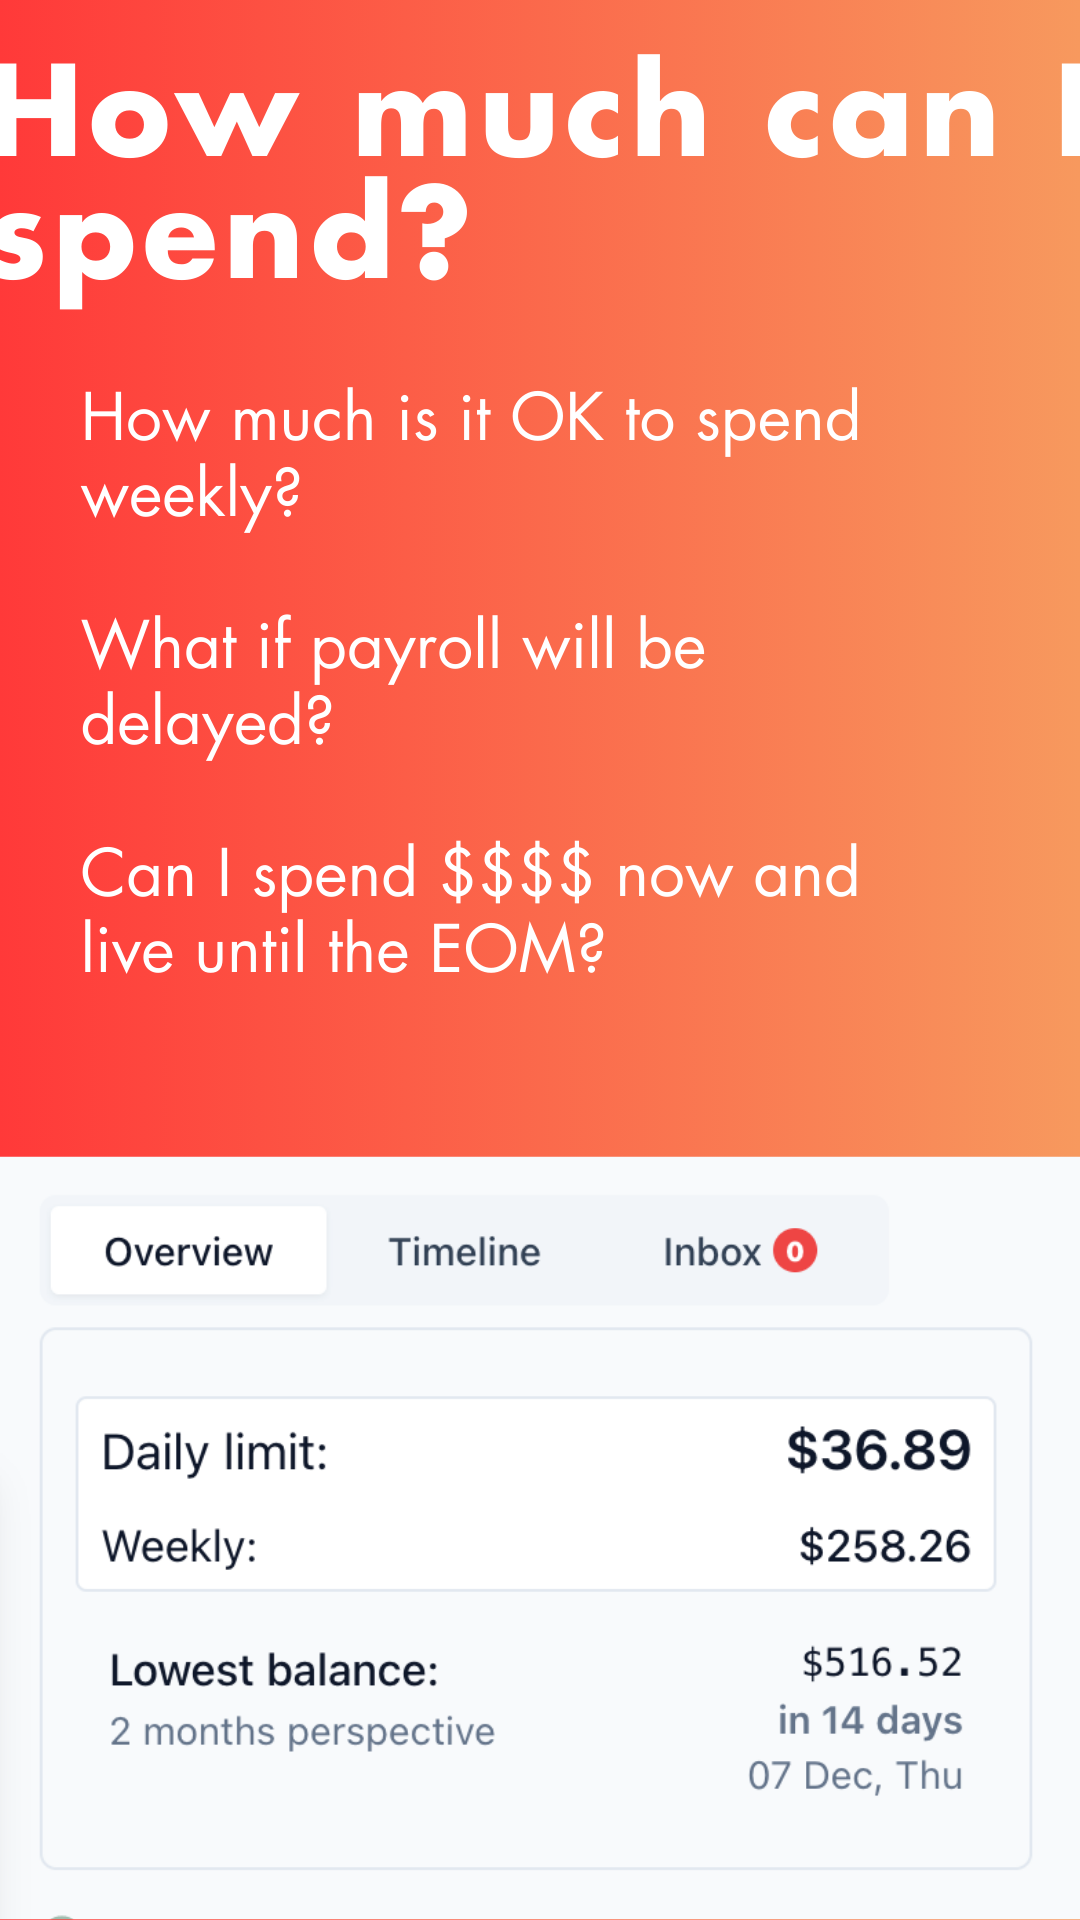 How much can I
spend?
How much is it OK to spend
weekly?
What if payroll will be
delayed?
Can I spend $$$$ now and
live until the EOM?
Overview Timeline Inbox 0
Daily limit: $36.89
Weekly: $258.26
Lowest balance: $516.52
2 months perspective in 14 days
07 Dec, Thu